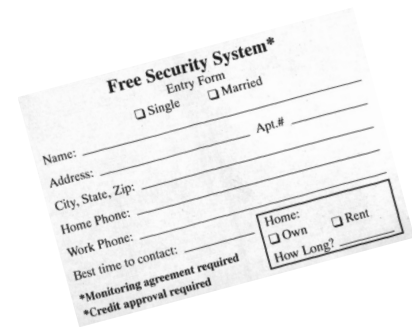 Free Security System*
Entry Form
❏ Single ❏ Married
Name:
Address: Apt.#
City, State, Zip:
Home Phone:
Work Phone:
Best time to contact:
*Monitoring agreement required
*Credit approval required
Home:
❏ Own ❏ Rent
How Long?